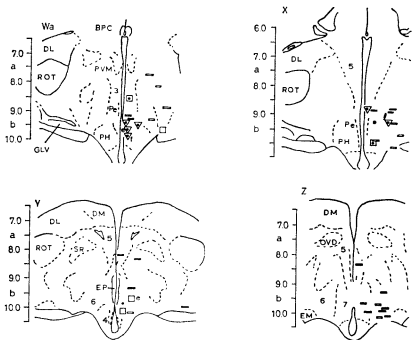 Wa
BPC
7.0
DL
a
PVM
8.0
ROT
3
9.0
Pe
b
PH
10.0
GLV
X
6.0
7.0
DL
a
5
8.0
ROT
9.0
Pe
b
PH
10.0
DM
7.0
DL
a
5
ROT
8.0
SR
9.0
EP
b
6
e
10.0
4
Z
DM
7.0
a
OVD
8.0
5
9.0
b
6
7
10.0
EM